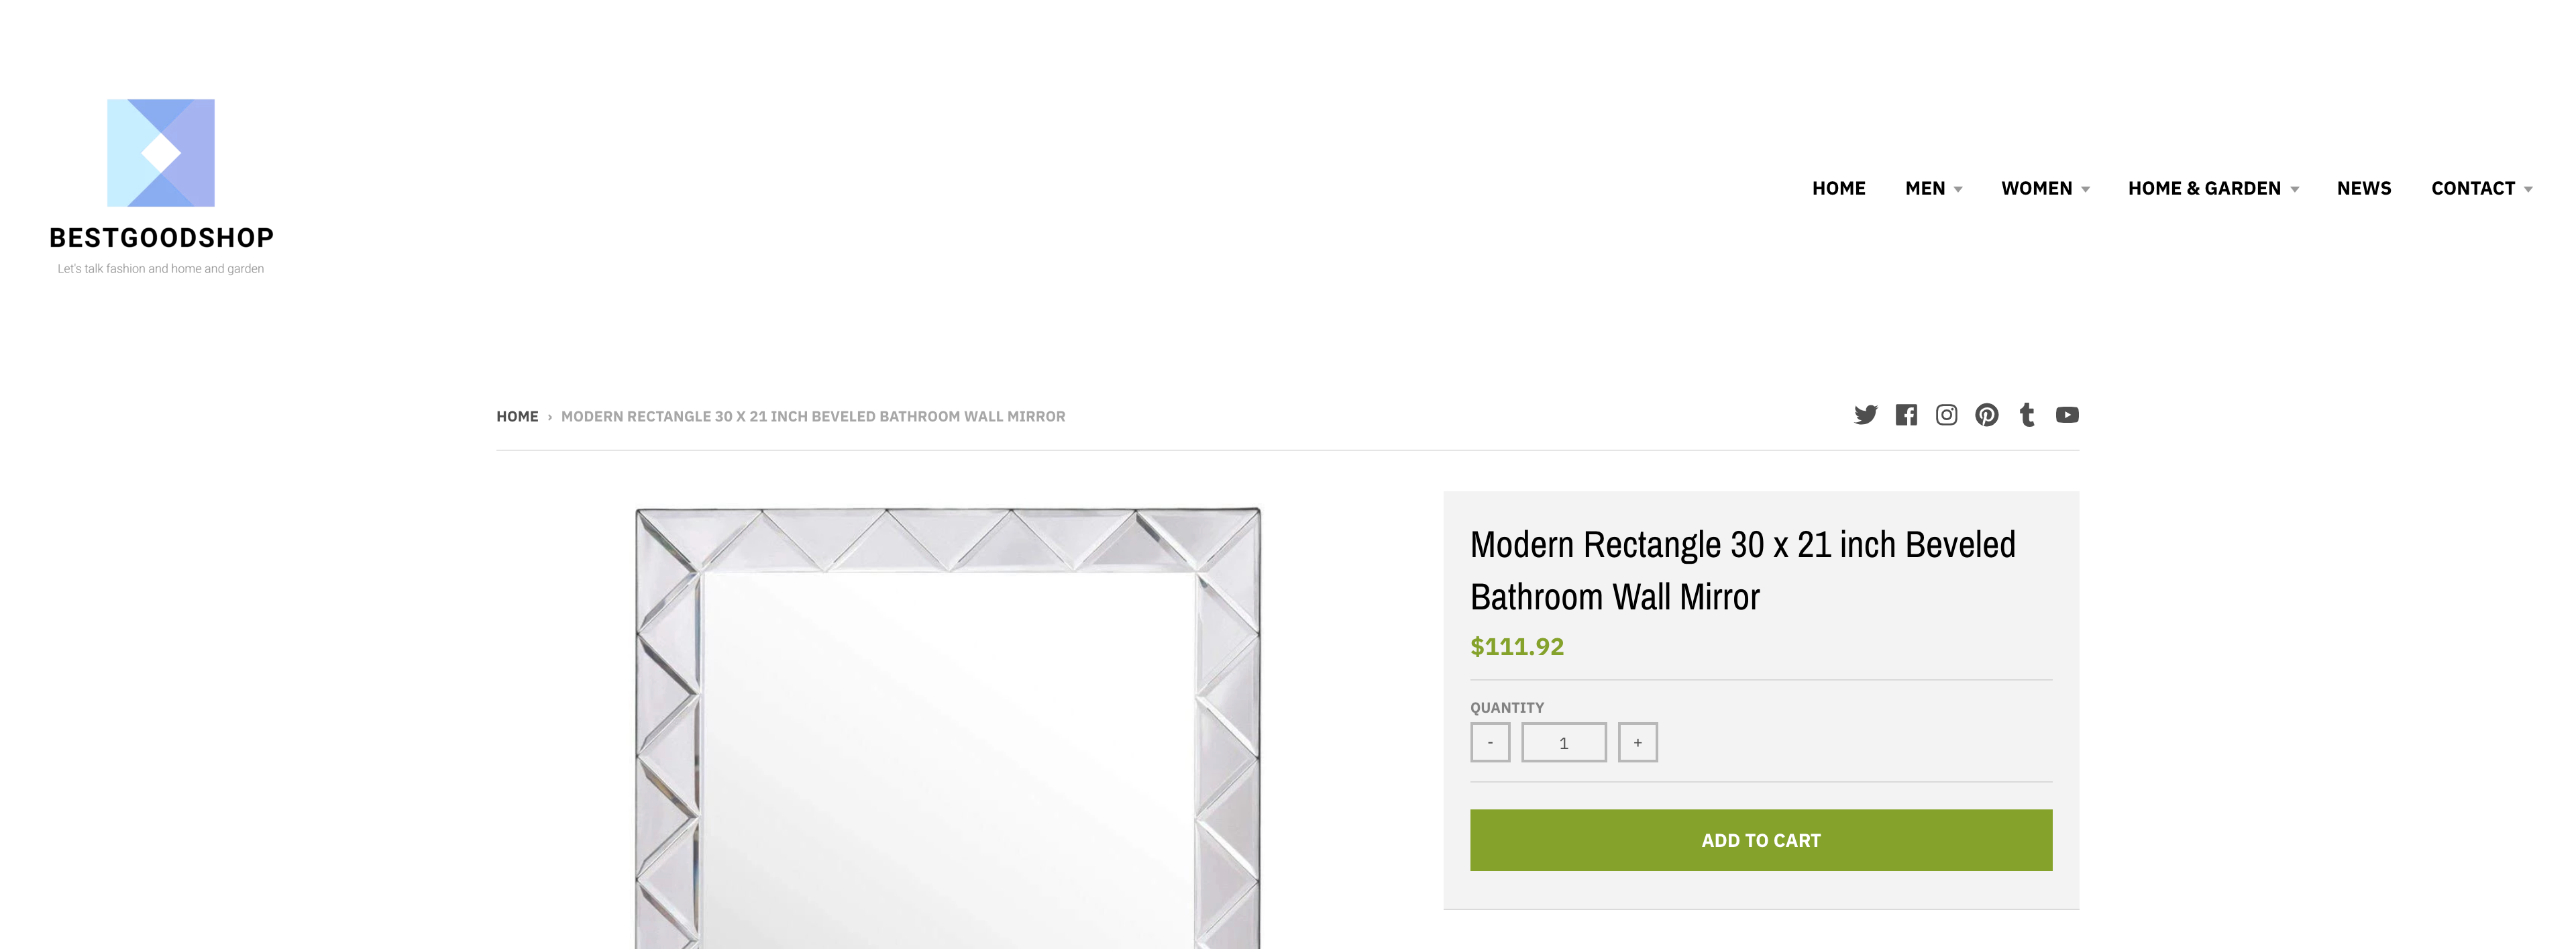 BESTGOODSHOP
Let's talk fashion and home and garden
HOME MEN WOMEN HOME & GARDEN NEWS CONTACT
HOME › MODERN RECTANGLE 30 X 21 INCH BEVELED BATHROOM WALL MIRROR
Modern Rectangle 30 x 21 inch Beveled
Bathroom Wall Mirror
$111.92
QUANTITY
- 1 +
ADD TO CART